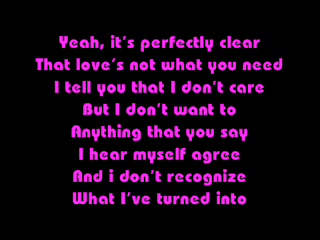 Yeah, it's perfectly clear
That love's not what you need
I tell you that I don't care
But I don't want to
Anything that you say
I hear myself agree
And i don't recognize
What I've turned into